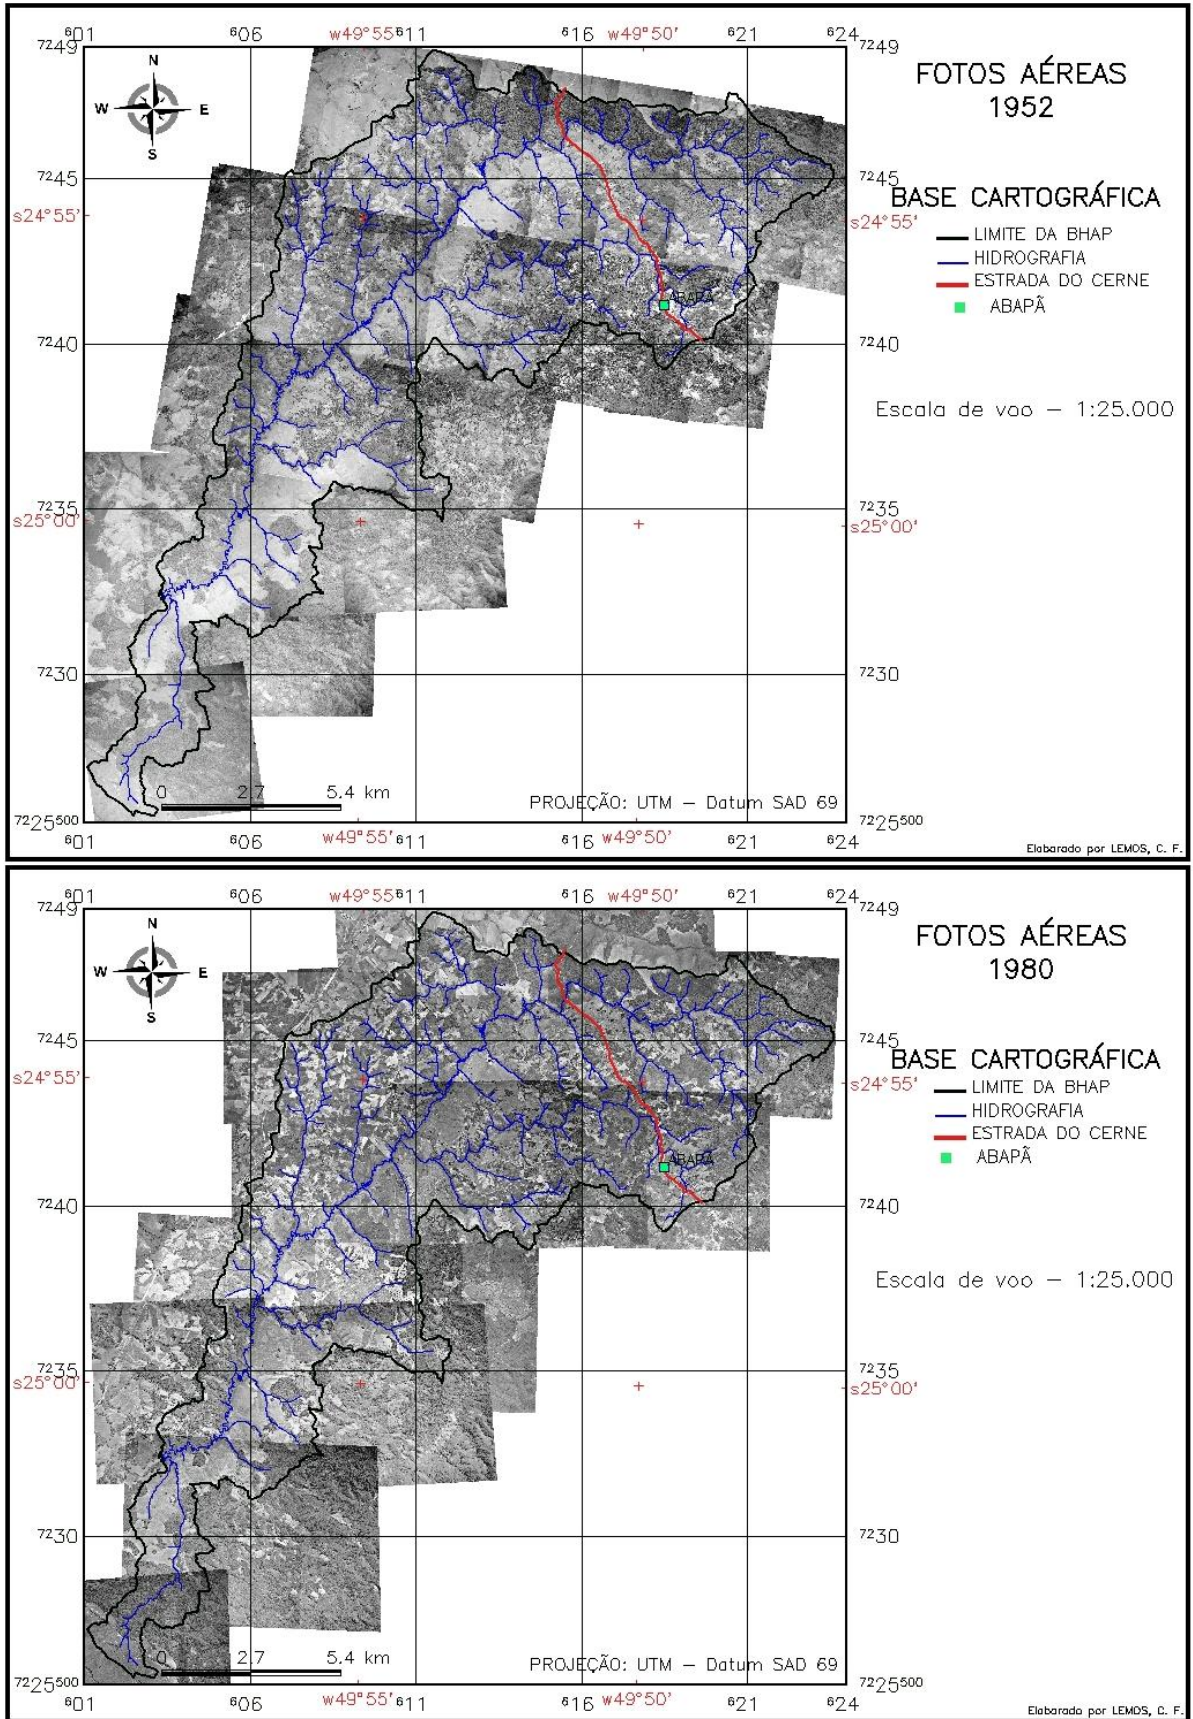 ⁶01 ⁶06 w49°55' ⁶11 ⁶16 w49°50' ⁶21 ⁶24
⁷²49 ⁷²49
N
W E
S
FOTOS AÉREAS
1952
⁷²45 ⁷²45
BASE CARTOGRÁFICA
s24°55' s24°55'
LIMITE DA BHAP
HIDROGRAFIA
ESTRADA DO CERNE
ABAPÃ
ABAPÃ
⁷²40 ⁷²40
Escala de voo – 1:25.000
⁷²35 ⁷²35
s25°00' s25°00'
⁷²30 ⁷²30
0 2.7 5.4 km
PROJEÇÃO: UTM – Datum SAD 69
⁷²25⁵⁰⁰ ⁷²25⁵⁰⁰
⁶01 ⁶06 w49°55' ⁶11 ⁶16 w49°50' ⁶21 ⁶24
Elaborado por LEMOS, C. F.
⁶01 ⁶06 w49°55' ⁶11 ⁶16 w49°50' ⁶21 ⁶24
⁷²49 ⁷²49
N
W E
S
FOTOS AÉREAS
1980
⁷²45 ⁷²45
BASE CARTOGRÁFICA
s24°55' s24°55'
LIMITE DA BHAP
HIDROGRAFIA
ESTRADA DO CERNE
ABAPÃ
ABAPÃ
⁷²40 ⁷²40
Escala de voo – 1:25.000
⁷²35 ⁷²35
s25°00' s25°00'
⁷²30 ⁷²30
0 2.7 5.4 km
PROJEÇÃO: UTM – Datum SAD 69
⁷²25⁵⁰⁰ ⁷²25⁵⁰⁰
⁶01 ⁶06 w49°55' ⁶11 ⁶16 w49°50' ⁶21 ⁶24
Elaborado por LEMOS, C. F.